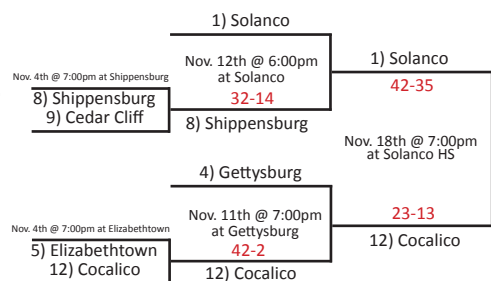 1) Solanco
Nov. 12th @ 6:00pm
at Solanco
32-14
Nov. 4th @ 7:00pm at Shippensburg
8) Shippensburg
9) Cedar Cliff
8) Shippensburg
1) Solanco
42-35
Nov. 18th @ 7:00pm
at Solanco HS
4) Gettysburg
Nov. 11th @ 7:00pm
at Gettysburg
42-2
Nov. 4th @ 7:00pm at Elizabethtown
5) Elizabethtown
12) Cocalico
12) Cocalico
23-13
12) Cocalico